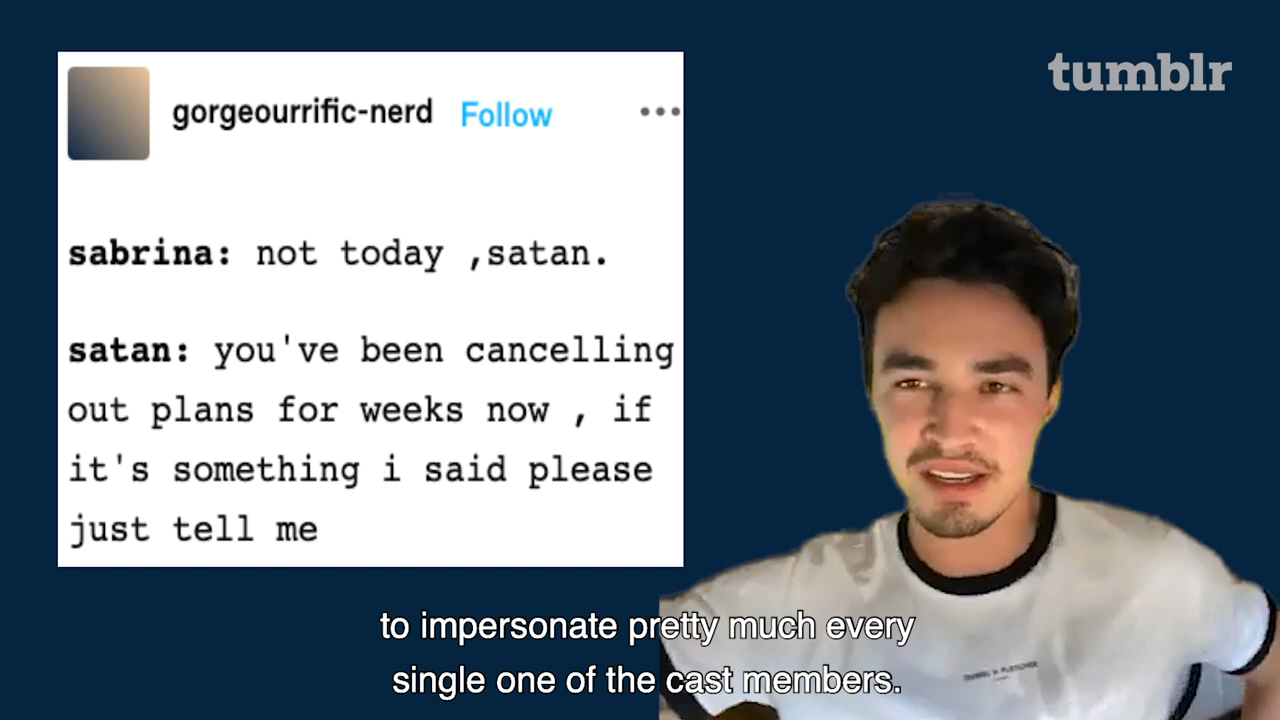 tumblr
gorgeourrific-nerd Follow
sabrina: not today ,satan.
satan: you've been cancelling
out plans for weeks now , if
it's something i said please
just tell me
to impersonate pretty much every
single one of the cast members.